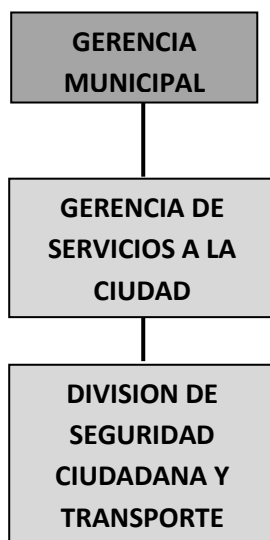 GERENCIA
MUNICIPAL
GERENCIA DE
SERVICIOS A LA
CIUDAD
DIVISION DE
SEGURIDAD
CIUDADANA Y
TRANSPORTE